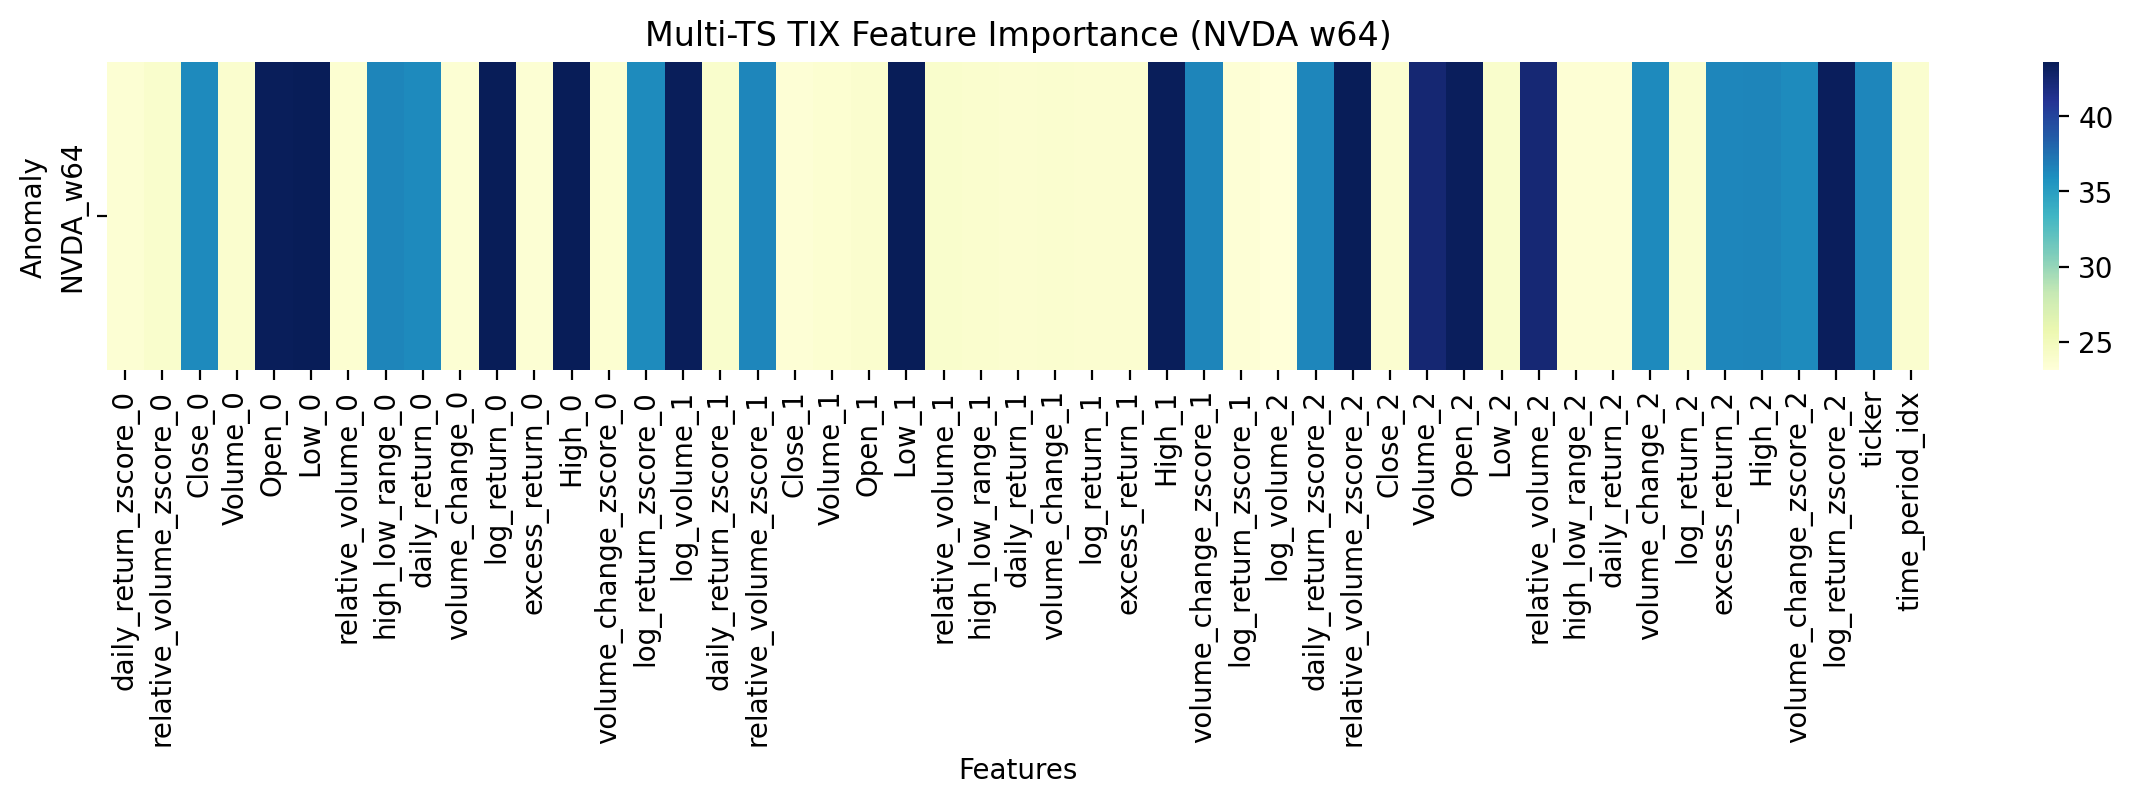 Multi-TS TIX Feature Importance (NVDA w64)
Anomaly
NVDA_w64
40
35
30
25
daily_return_zscore_0
relative_volume_zscore_0
Close_0
Volume_0
Open_0
Low_0
relative_volume_0
high_low_range_0
daily_return_0
volume_change_0
log_return_0
excess_return_0
High_0
volume_change_zscore_0
log_return_zscore_0
log_volume_1
daily_return_zscore_1
relative_volume_zscore_1
Close_1
Volume_1
Open_1
Low_1
relative_volume_1
high_low_range_1
daily_return_1
volume_change_1
log_return_1
excess_return_1
High_1
volume_change_zscore_1
log_return_zscore_1
log_volume_2
daily_return_zscore_2
relative_volume_zscore_2
Close_2
Volume_2
Open_2
Low_2
relative_volume_2
high_low_range_2
daily_return_2
volume_change_2
log_return_2
excess_return_2
High_2
volume_change_zscore_2
log_return_zscore_2
ticker
time_period_idx
Features